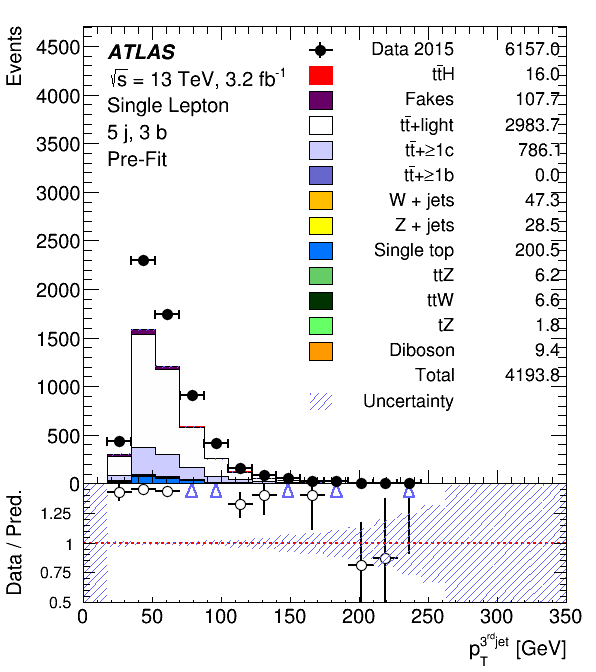 Events
4500
4000
3500
3000
2500
2000
1500
1000
500
0
ATLAS
√s = 13 TeV, 3.2 fb⁻¹
Single Lepton
5 j, 3 b
Pre-Fit
Data 2015 6157.0
tt̄H 16.0
Fakes 107.7
tt̄+light 2983.7
tt̄+≥1c 786.1
tt̄+≥1b 0.0
W + jets 47.3
Z + jets 28.5
Single top 200.5
ttZ 6.2
ttW 6.6
tZ 1.8
Diboson 9.4
Total 4193.8
Uncertainty
Data / Pred.
1.25
1
0.75
0.5
0 50 100 150 200 250 300 350
p_T^{3^{rd} jet} [GeV]